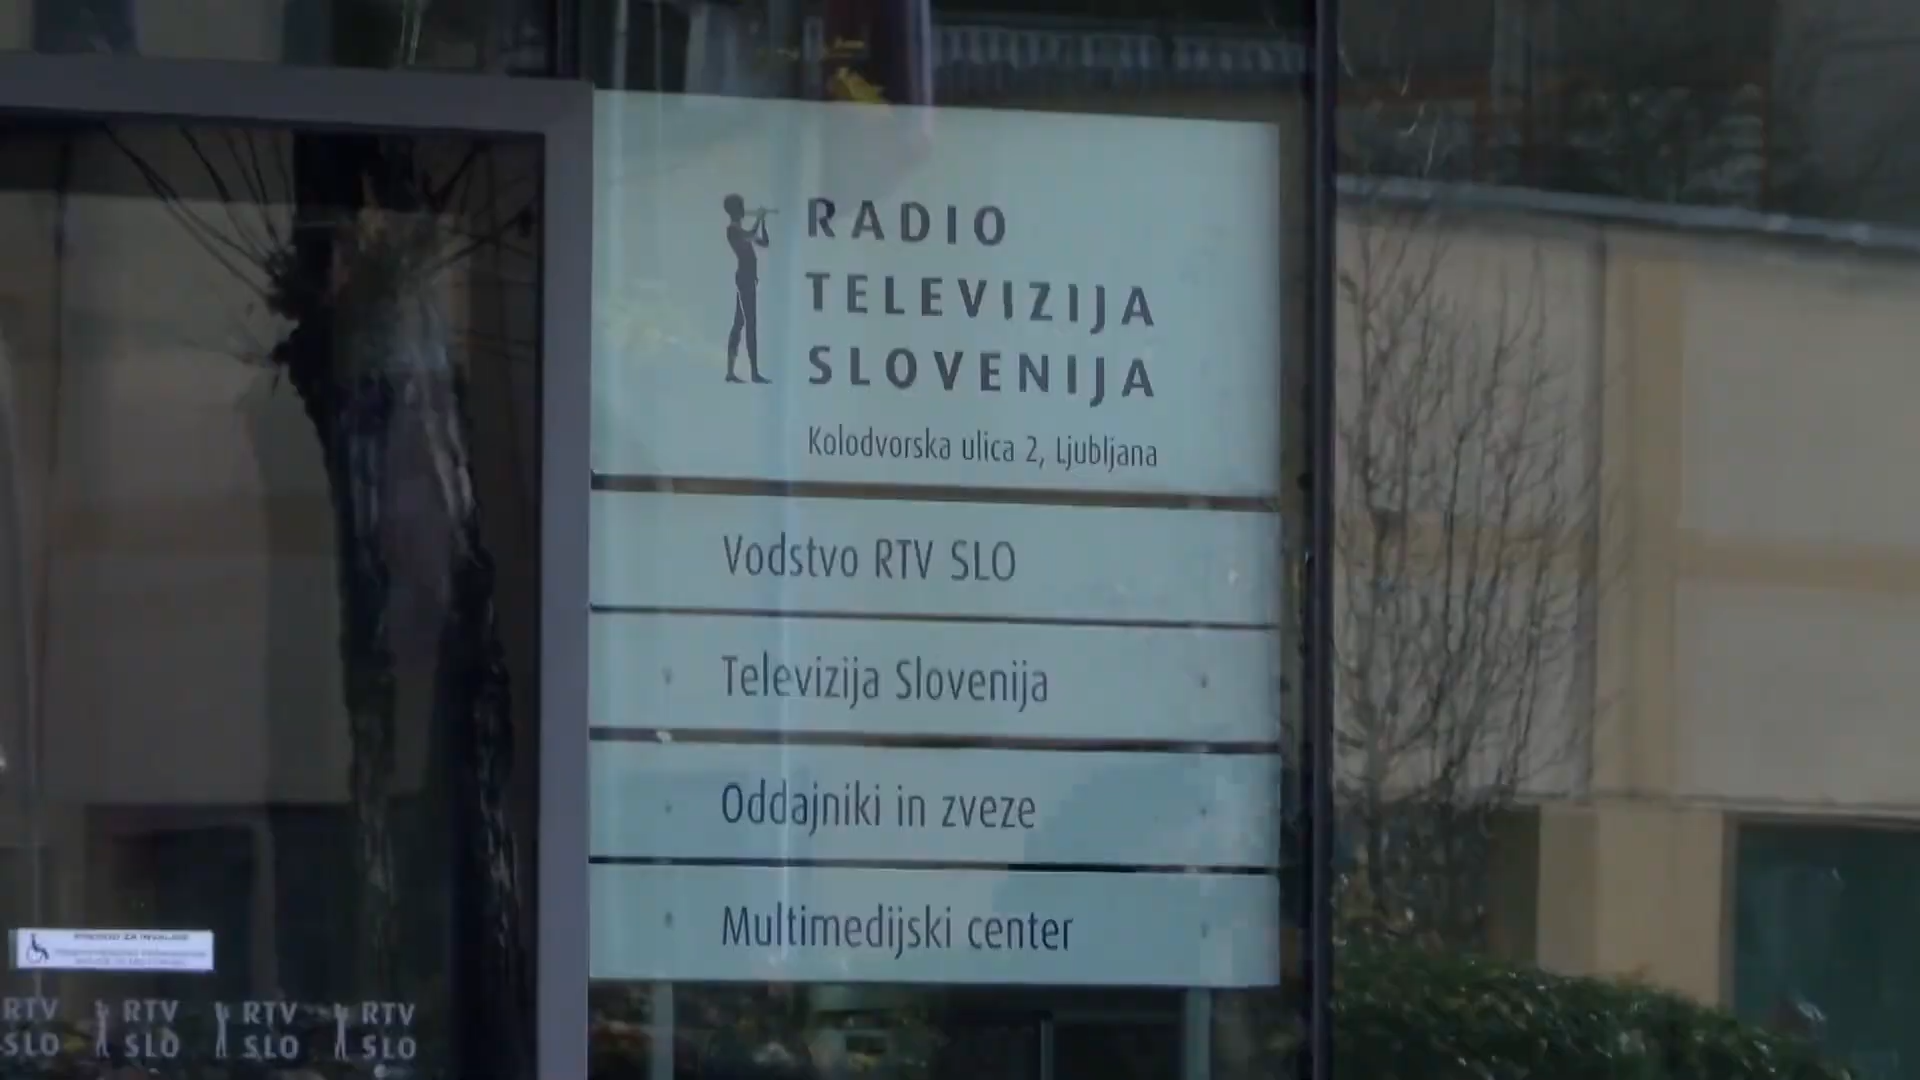 RADIO
TELEVIZIJA
SLOVENIJA
Kolodvorska ulica 2, Ljubljana
Vodstvo RTV SLO
Televizija Slovenija
Oddajniki in zveze
Multimedijski center
RTV RTV RTV RTV
SLO SLO SLO SLO